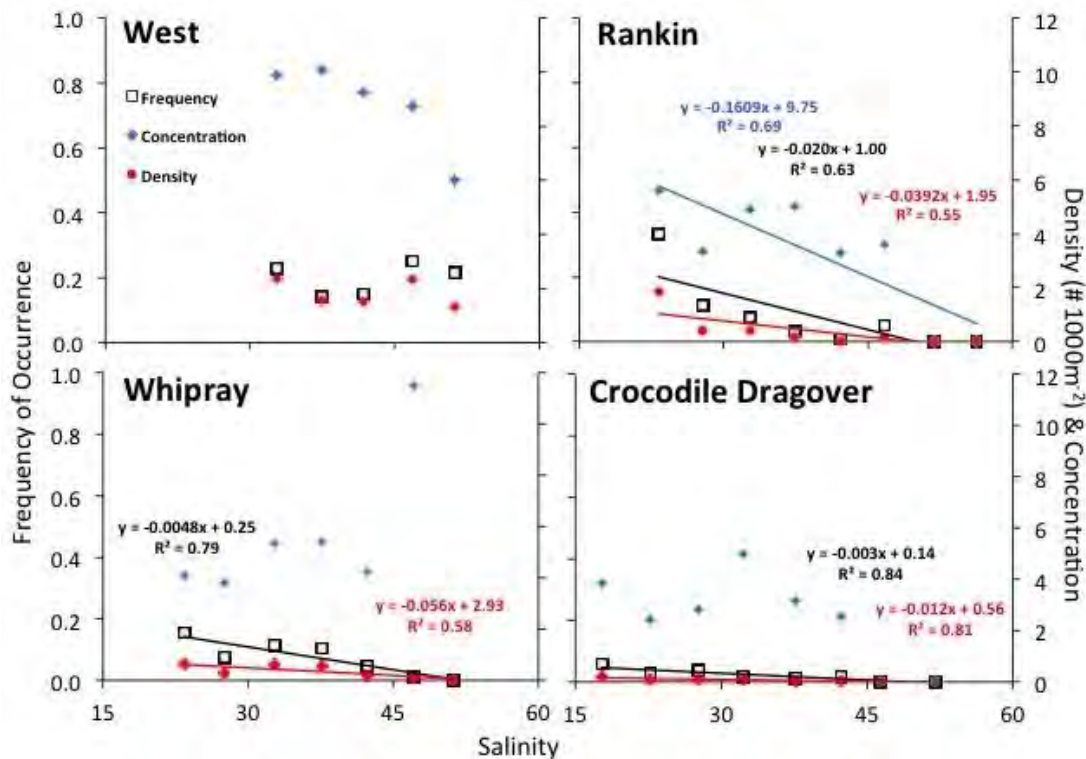 West
Frequency
Concentration
Density
1.0
0.8
0.6
0.4
0.2
0.0
Rankin
y = -0.1609x + 9.75
R² = 0.69
y = -0.020x + 1.00
R² = 0.63
y = -0.0392x + 1.95
R² = 0.55
12
10
8
6
4
2
0
Whipray
y = -0.0048x + 0.25
R² = 0.79
y = -0.056x + 2.93
R² = 0.58
1.0
0.8
0.6
0.4
0.2
0.0
15
30
45
60
Crocodile Dragover
y = -0.003x + 0.14
R² = 0.84
y = -0.012x + 0.56
R² = 0.81
12
10
8
6
4
2
0
15
30
45
60
Frequency of Occurrence
Density (# 1000m⁻²) & Concentration
Salinity